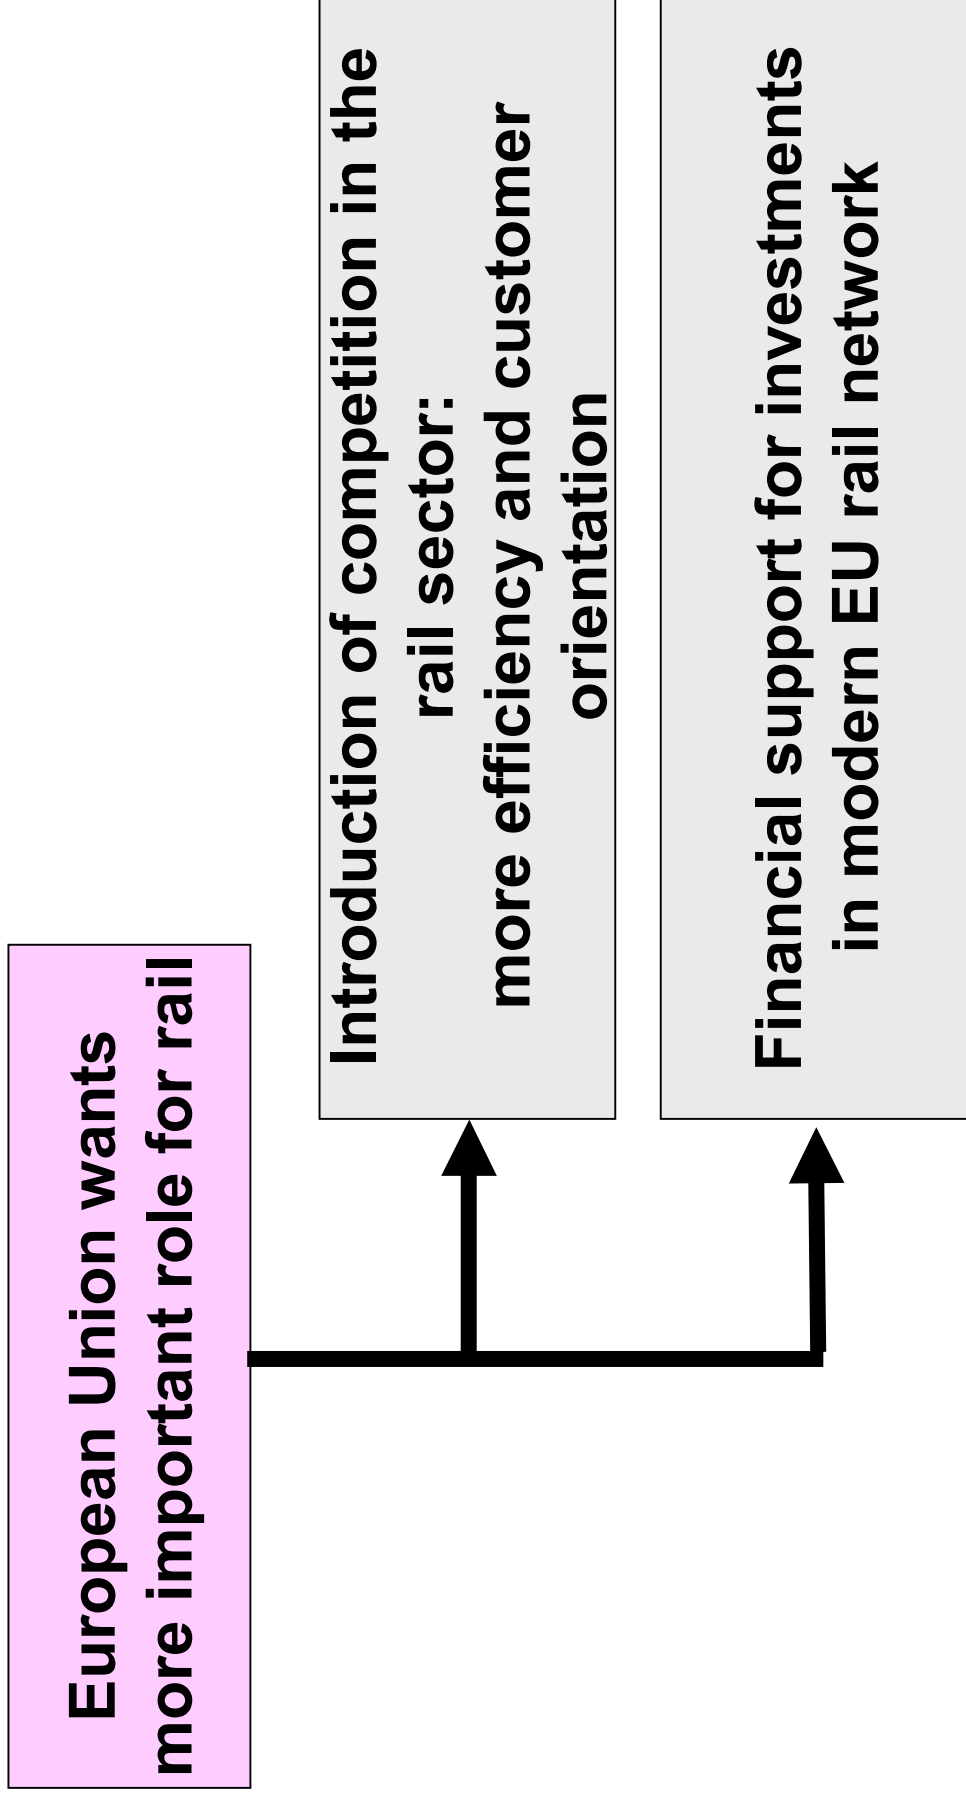 European Union wants
more important role for rail
Introduction of competition in the
rail sector:
more efficiency and customer
orientation
Financial support for investments
in modern EU rail network